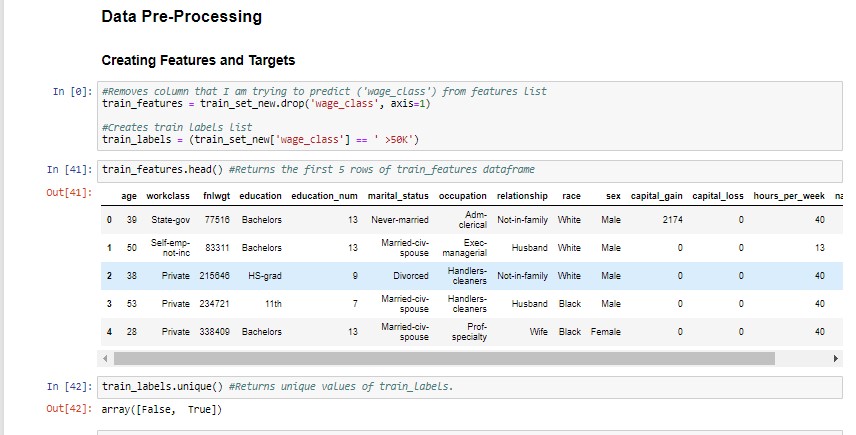 Data Pre-Processing
Creating Features and Targets
In [0]: #Removes column that I am trying to predict ('wage_class') from features list
train_features = train_set_new.drop('wage_class', axis=1)
#Creates train labels list
train_labels = (train_set_new['wage_class'] == ' >50K')
In [41]: train_features.head() #Returns the first 5 rows of train_features dataframe
Out[41]:
age workclass fnlwgt education education_num marital_status occupation relationship race sex capital_gain capital_loss hours_per_week na
0 39 State-gov 77516 Bachelors 13 Never-married Adm-clerical Not-in-family White Male 2174 0 40
1 50 Self-emp-not-inc 83311 Bachelors 13 Married-civ-spouse Exec-managerial Husband White Male 0 0 13
2 38 Private 215646 HS-grad 9 Divorced Handlers-cleaners Not-in-family White Male 0 0 40
3 53 Private 234721 11th 7 Married-civ-spouse Handlers-cleaners Husband Black Male 0 0 40
4 28 Private 338409 Bachelors 13 Married-civ-spouse Prof-specialty Wife Black Female 0 0 40
In [42]: train_labels.unique() #Returns unique values of train_labels.
Out[42]: array([False, True])